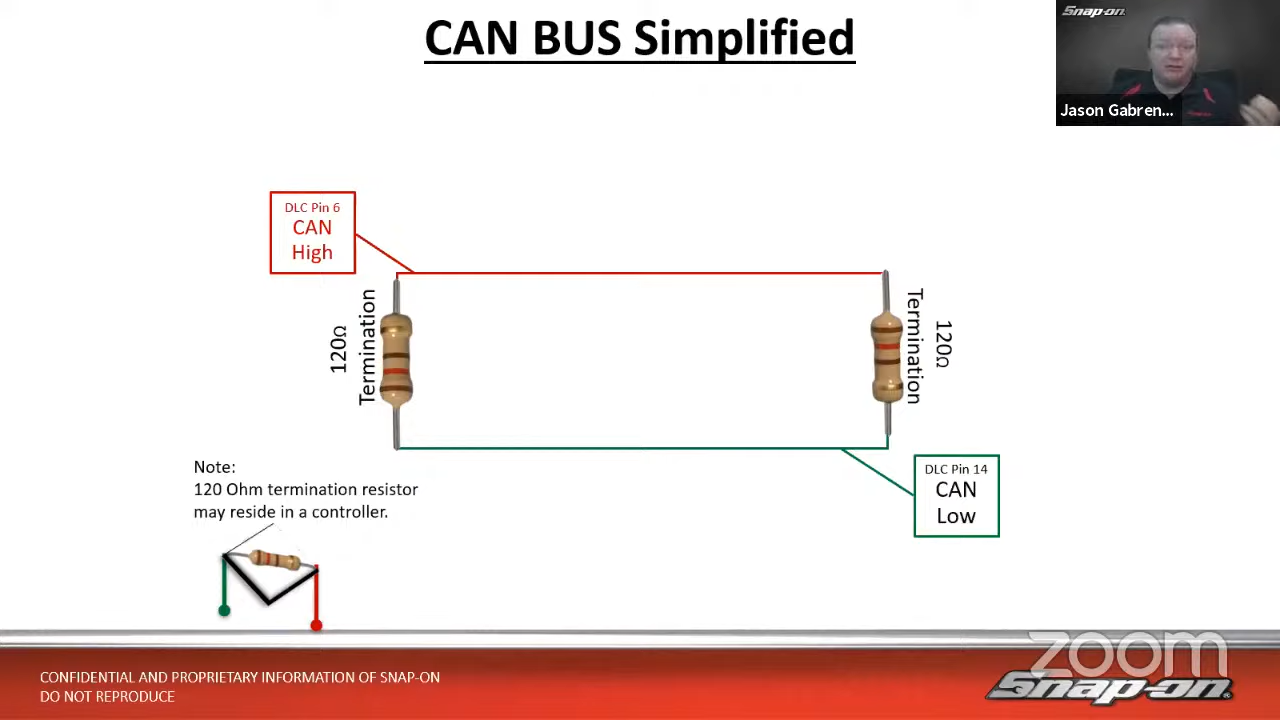 CAN BUS Simplified
Snap-on
Jason Gabren...
DLC Pin 6
CAN
High
120Ω
Termination
Termination
120Ω
DLC Pin 14
CAN
Low
Note:
120 Ohm termination resistor
may reside in a controller.
CONFIDENTIAL AND PROPRIETARY INFORMATION OF SNAP-ON
DO NOT REPRODUCE
zoom
Snap-on